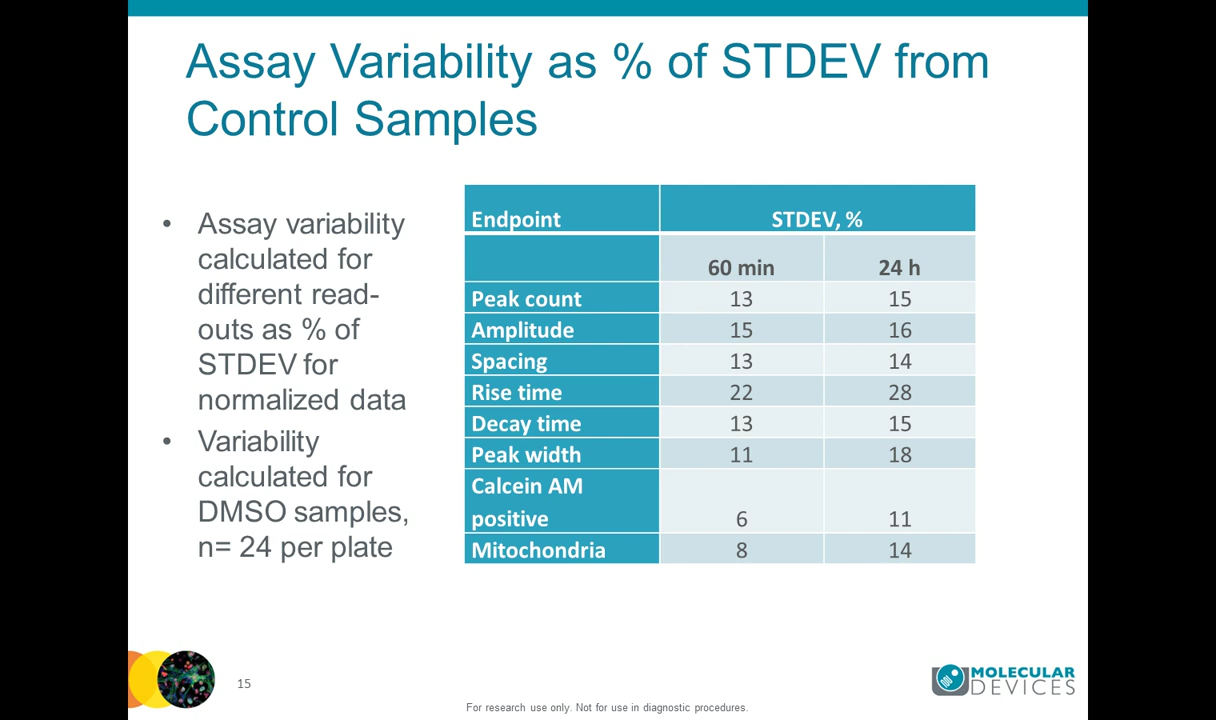 Assay Variability as % of STDEV from
Control Samples
• Assay variability
calculated for
different read-
outs as % of
STDEV for
normalized data
• Variability
calculated for
DMSO samples,
n= 24 per plate
Endpoint STDEV, %
60 min 24 h
Peak count 13 15
Amplitude 15 16
Spacing 13 14
Rise time 22 28
Decay time 13 15
Peak width 11 18
Calcein AM
positive 6 11
Mitochondria 8 14
15
For research use only. Not for use in diagnostic procedures.
MOLECULAR
DEVICES